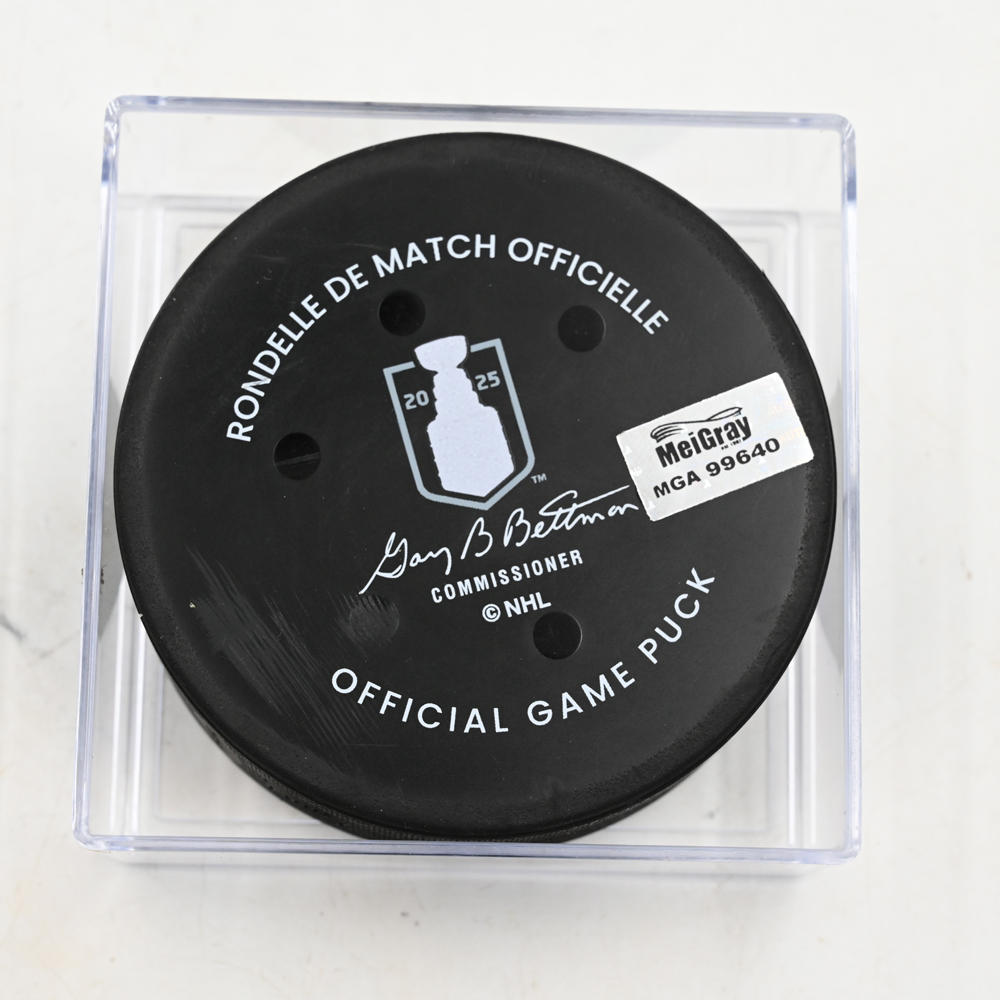 RONDELLE DE MATCH OFFICIELLE
20 25
TM
MeiGray
MGA 99640
Gary B Bettman
COMMISSIONER
© NHL
OFFICIAL GAME PUCK